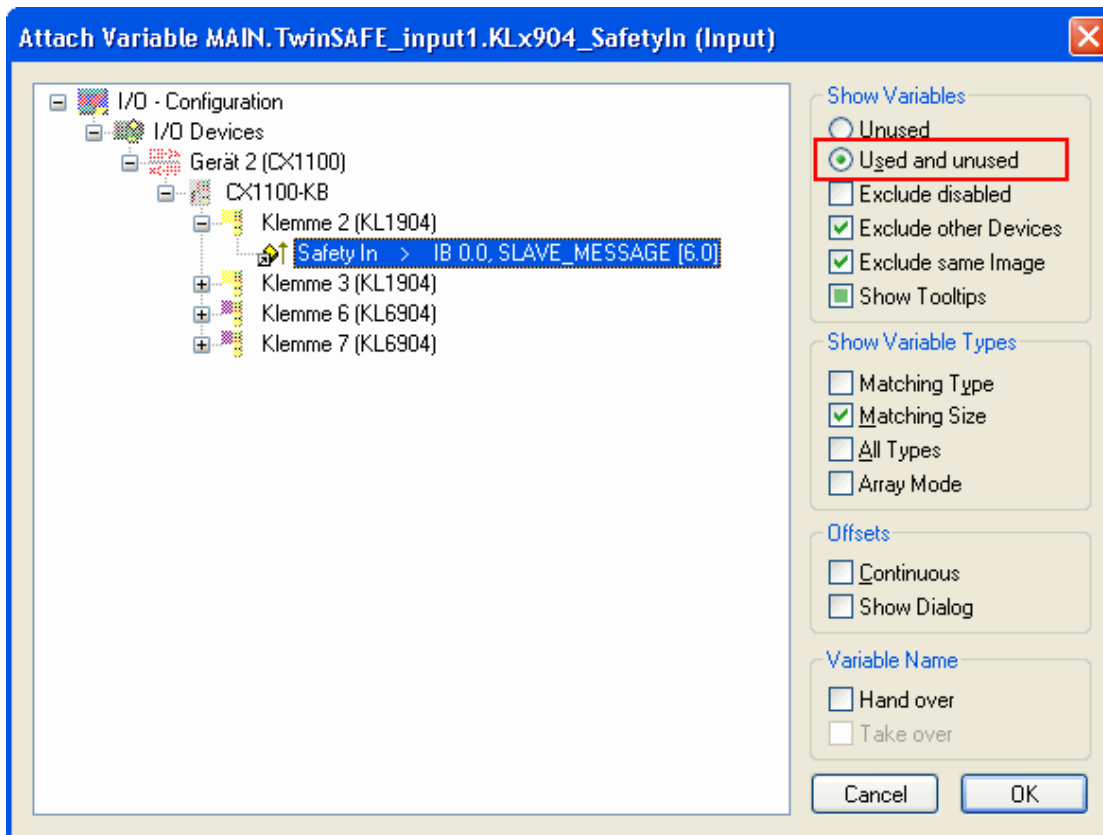 Attach Variable MAIN.TwinSAFE_input1.KLx904_SafetyIn (Input)
I/O - Configuration
I/O Devices
Gerät 2 (CX1100)
CX1100-KB
Klemme 2 (KL1904)
Safety In > IB 0.0, SLAVE_MESSAGE [6.0]
Klemme 3 (KL1904)
Klemme 6 (KL6904)
Klemme 7 (KL6904)
Show Variables
Unused
Used and unused
Exclude disabled
Exclude other Devices
Exclude same Image
Show Tooltips
Show Variable Types
Matching Type
Matching Size
All Types
Array Mode
Offsets
Continuous
Show Dialog
Variable Name
Hand over
Take over
Cancel OK